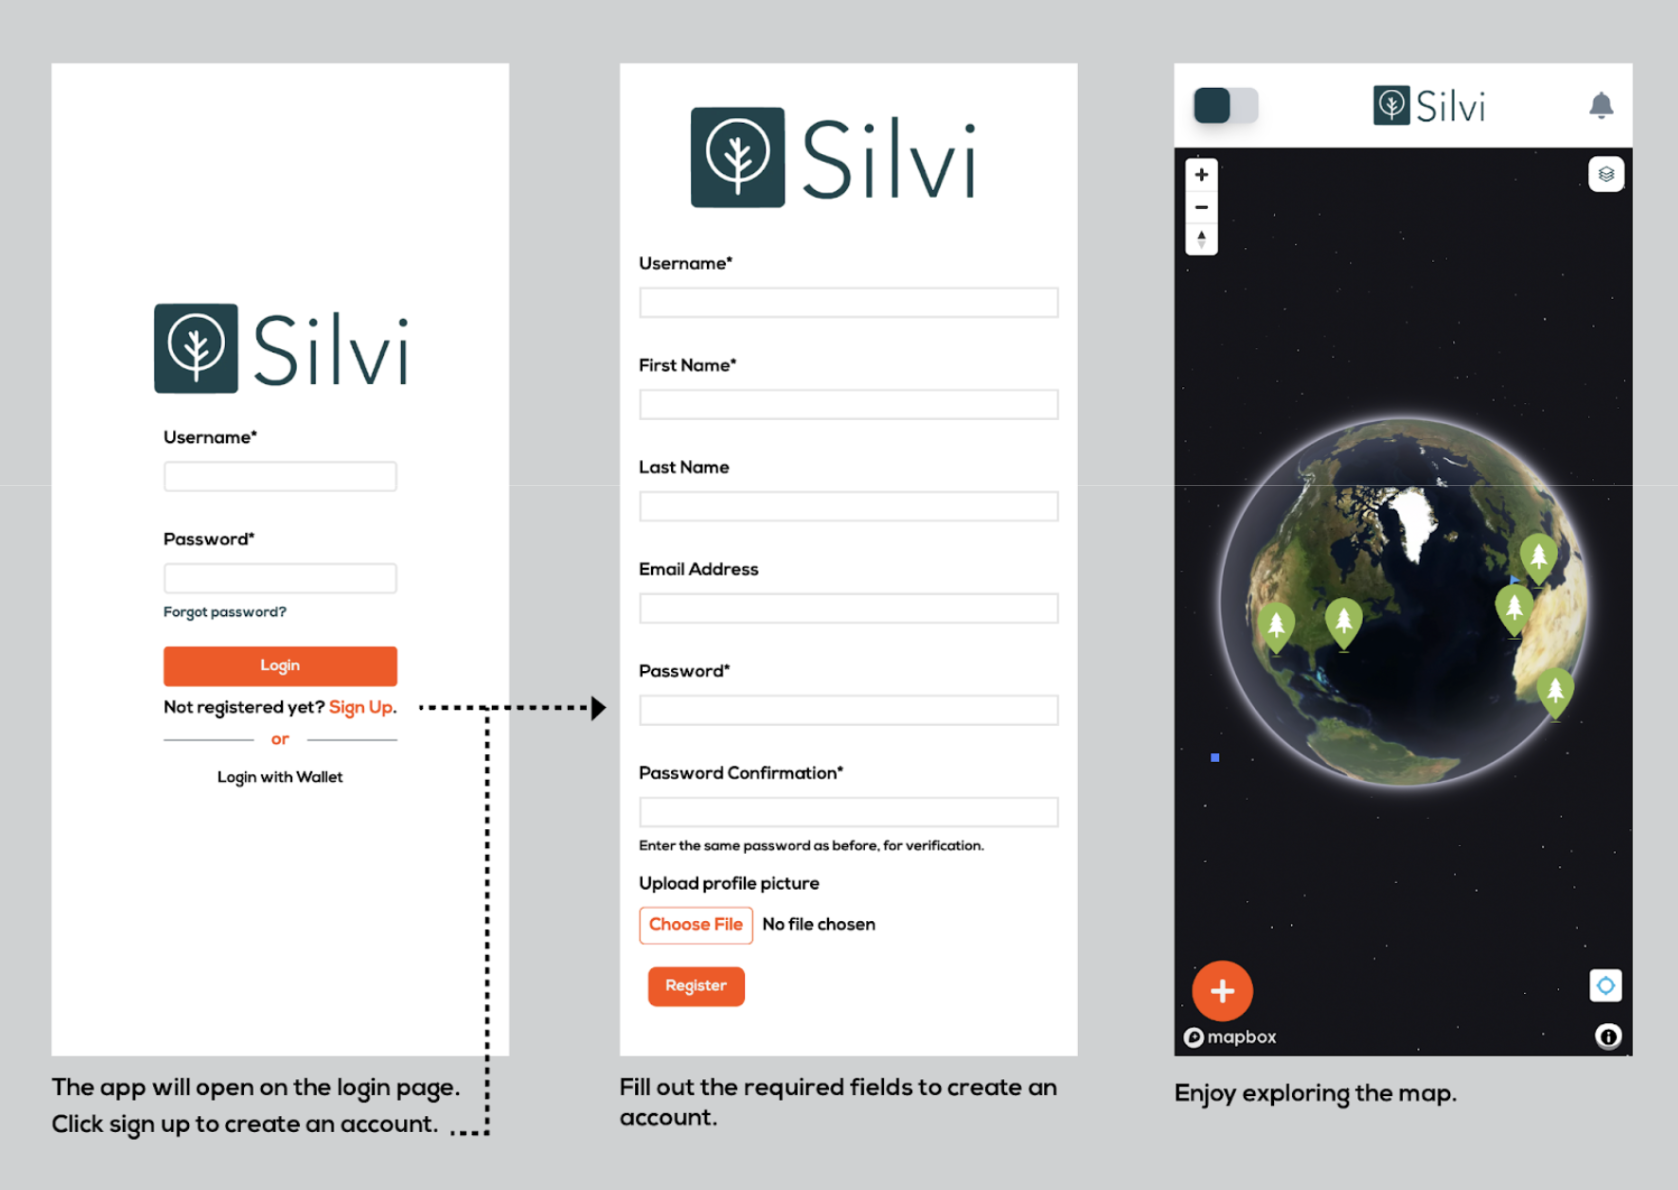 Silvi
Username*
Password*
Forgot password?
Login
Not registered yet? Sign Up.
or
Login with Wallet
The app will open on the login page.
Click sign up to create an account.
Silvi
Username*
First Name*
Last Name
Email Address
Password*
Password Confirmation*
Enter the same password as before, for verification.
Upload profile picture
Choose File No file chosen
Register
Fill out the required fields to create an
account.
Silvi
mapbox
Enjoy exploring the map.